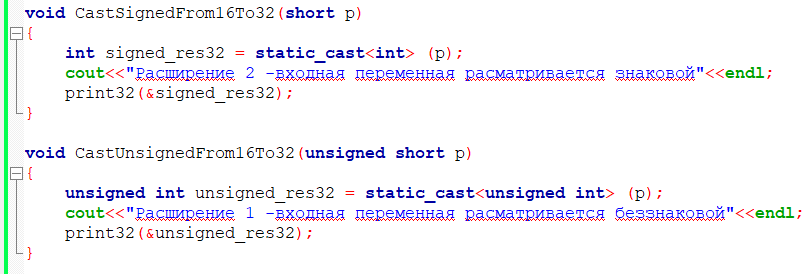 void CastSignedFrom16To32(short p)
{
int signed_res32 = static_cast<int> (p);
cout<<"Расширение 2 -входная переменная расматривается знаковой"<<endl;
print32(&signed_res32);
}
void CastUnsignedFrom16To32(unsigned short p)
{
unsigned int unsigned_res32 = static_cast<unsigned int> (p);
cout<<"Расширение 1 -входная переменная расматривается беззнаковой"<<endl;
print32(&unsigned_res32);
}